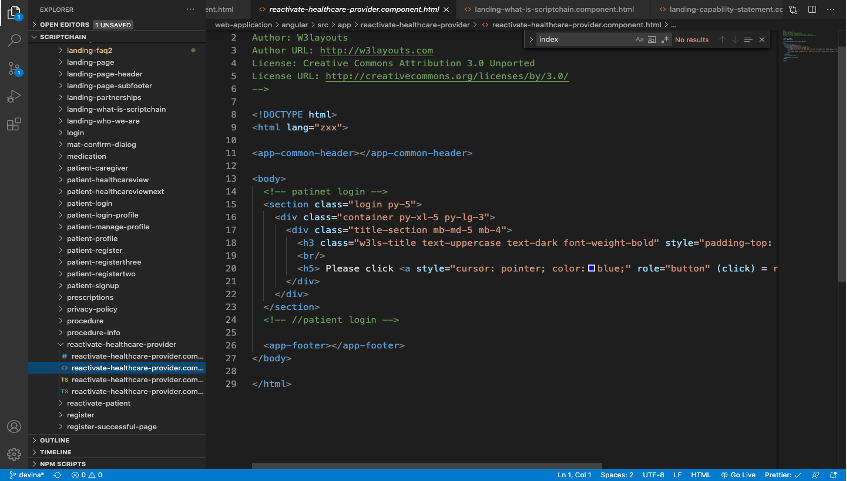 EXPLORER
OPEN EDITORS 1 UNSAVED
SCRIPTCHAIN
landing-faq2
landing-page
landing-page-header
landing-page-subfooter
landing-partnerships
landing-what-is-scriptchain
landing-who-we-are
login
mat-confirm-dialog
medication
patient-caregiver
patient-healthcareview
patient-healthcareviewnext
patient-login
patient-login-profile
patient-manage-profile
patient-profile
patient-register
patient-registerthree
patient-registertwo
patient-signup
prescriptions
privacy-policy
procedure
procedure-info
reactivate-healthcare-provider
# reactivate-healthcare-provider.com...
<> reactivate-healthcare-provider.com...
TS reactivate-healthcare-provider.com...
TS reactivate-healthcare-provider.com...
reactivate-patient
register
register-successful-page
OUTLINE
TIMELINE
NPM SCRIPTS
ent.html
<> reactivate-healthcare-provider.component.html
<> landing-what-is-scriptchain.component.html
<> landing-capability-statement.cc
web-application > angular > src > app > reactivate-healthcare-provider > <> reactivate-healthcare-provider.component.html > ...
index
Aa
No results
2 Author: W3layouts
3 Author URL: http://w3layouts.com
4 License: Creative Commons Attribution 3.0 Unported
5 License URL: http://creativecommons.org/licenses/by/3.0/
6 -->
7
8 <!DOCTYPE html>
9 <html lang="zxx">
10
11 <app-common-header></app-common-header>
12
13 <body>
14 <!-- patinet login -->
15 <section class="login py-5">
16 <div class="container py-xl-5 py-lg-3">
17 <div class="title-section mb-md-5 mb-4">
18 <h3 class="w3ls-title text-uppercase text-dark font-weight-bold" style="padding-top:
19 <br/>
20 <h5> Please click <a style="cursor: pointer; color: blue;" role="button" (click) = r
21 </div>
22 </div>
23 </section>
24 <!-- //patient login -->
25
26 <app-footer></app-footer>
27 </body>
28
29 </html>
devina* 0 0
Ln 1, Col 1 Spaces: 2 UTF-8 LF HTML Go Live Prettier: ✓